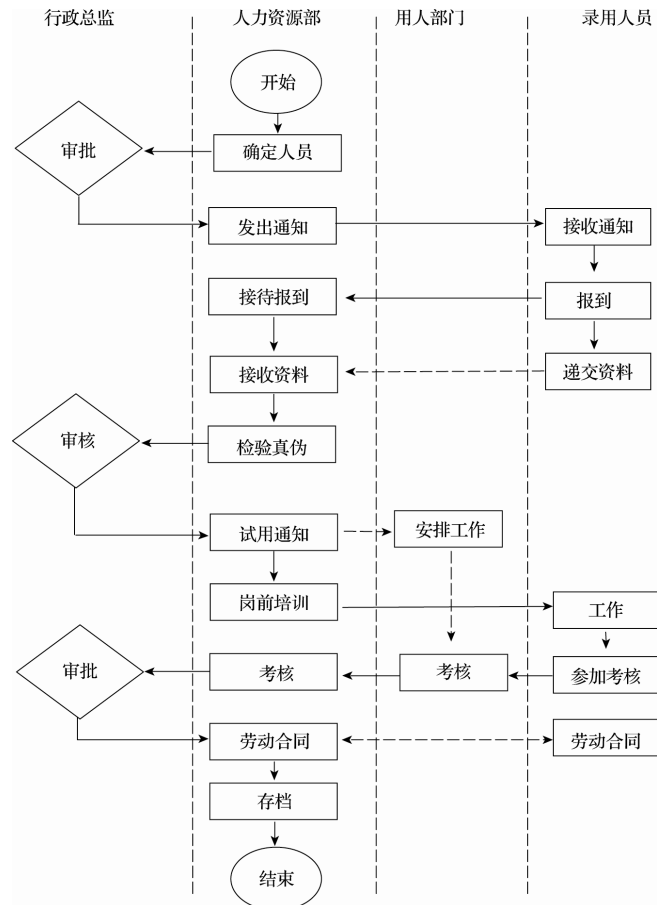 行政总监 人力资源部 用人部门 录用人员
开始
审批 确定人员
发出通知 接收通知
接待报到 报到
接收资料 递交资料
审核 检验真伪
试用通知 安排工作
岗前培训 工作
审批 考核 考核 参加考核
劳动合同 劳动合同
存档
结束